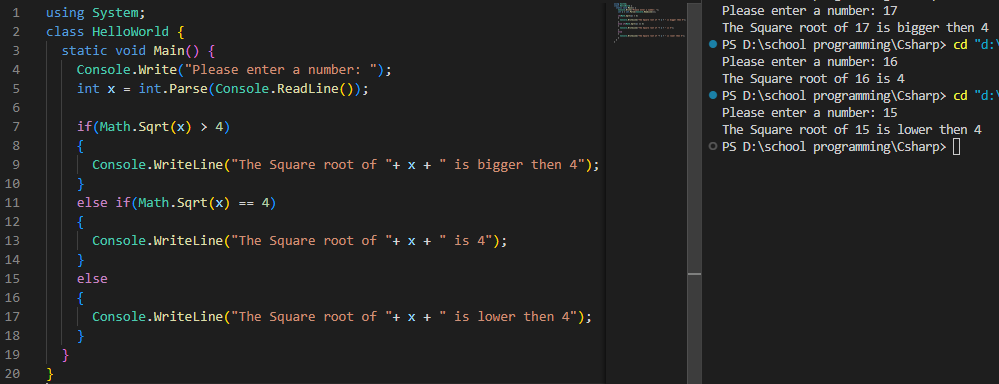 using System;
class HelloWorld {
static void Main() {
Console.Write("Please enter a number: ");
int x = int.Parse(Console.ReadLine());
if(Math.Sqrt(x) > 4)
{
Console.WriteLine("The Square root of "+ x + " is bigger then 4");
}
else if(Math.Sqrt(x) == 4)
{
Console.WriteLine("The Square root of "+ x + " is 4");
}
else
{
Console.WriteLine("The Square root of "+ x + " is lower then 4");
}
}
}
1
2
3
4
5
6
7
8
9
10
11
12
13
14
15
16
17
18
19
20
Please enter a number: 17
The Square root of 17 is bigger then 4
PS D:\school programming\Csharp> cd "d:\
Please enter a number: 16
The Square root of 16 is 4
PS D:\school programming\Csharp> cd "d:\
Please enter a number: 15
The Square root of 15 is lower then 4
PS D:\school programming\Csharp>